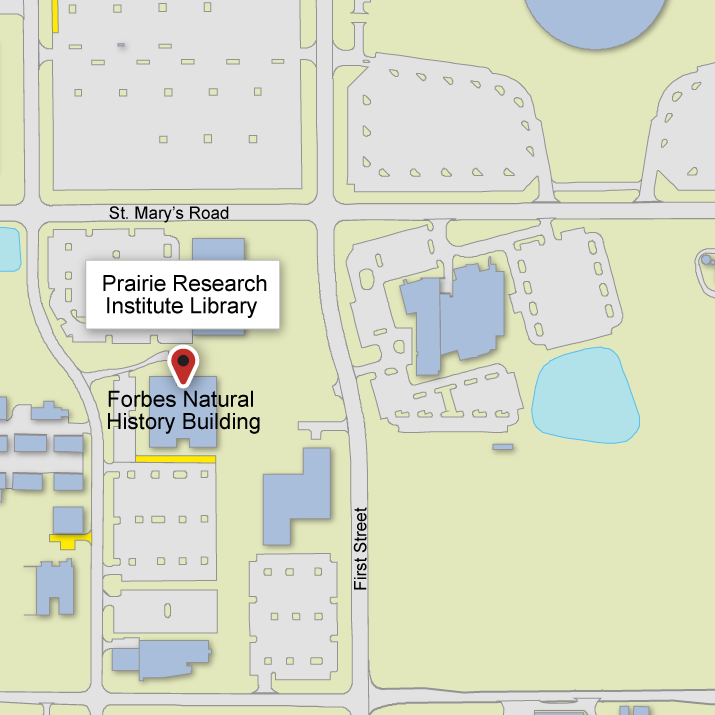 St. Mary's Road
Prairie Research
Institute Library
Forbes Natural
History Building
First Street